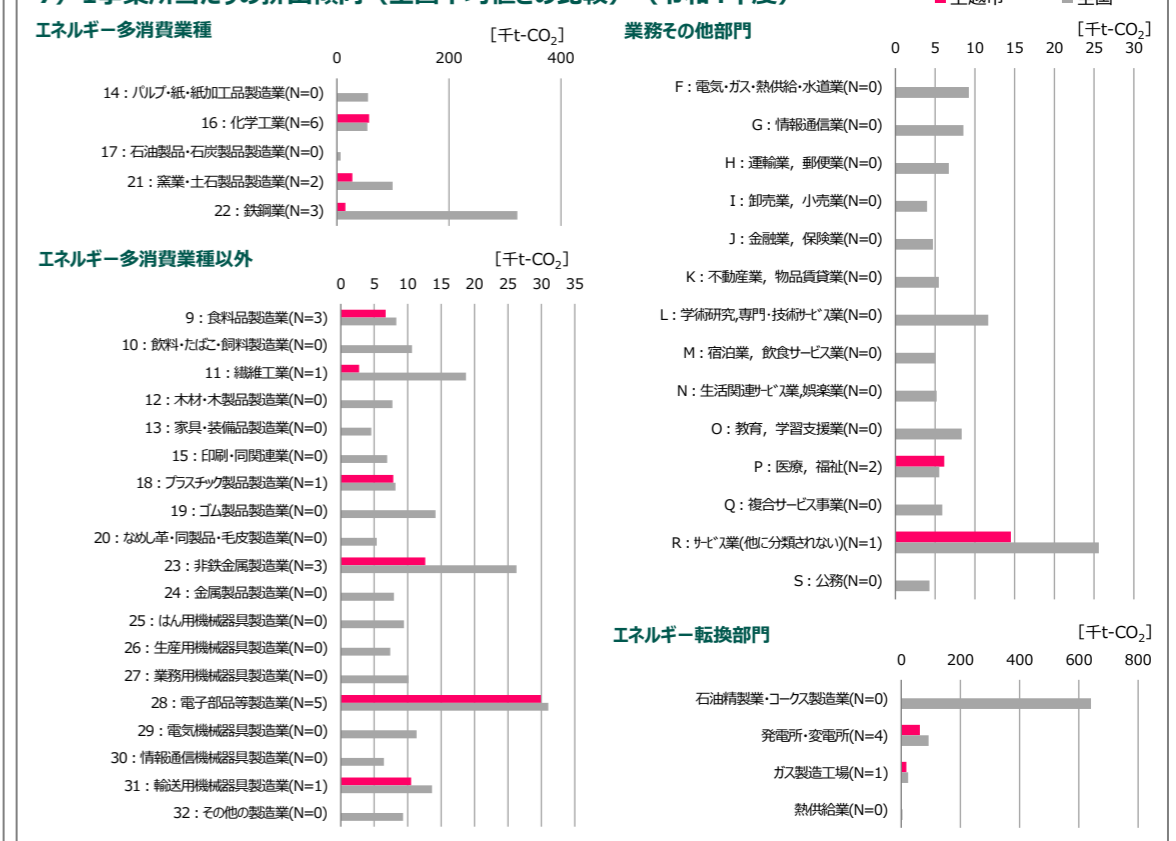 エネルギー多消費業種
[千t-CO₂]
0 200 400
14：パルプ・紙・紙加工品製造業(N=0)
16：化学工業(N=6)
17：石油製品・石炭製品製造業(N=0)
21：窯業・土石製品製造業(N=2)
22：鉄鋼業(N=3)
エネルギー多消費業種以外
[千t-CO₂]
0 5 10 15 20 25 30 35
9：食料品製造業(N=3)
10：飲料・たばこ・飼料製造業(N=0)
11：繊維工業(N=1)
12：木材・木製品製造業(N=0)
13：家具・装備品製造業(N=0)
15：印刷・同関連業(N=0)
18：プラスチック製品製造業(N=1)
19：ゴム製品製造業(N=0)
20：なめし革・同製品・毛皮製造業(N=0)
23：非鉄金属製造業(N=3)
24：金属製品製造業(N=0)
25：はん用機械器具製造業(N=0)
26：生産用機械器具製造業(N=0)
27：業務用機械器具製造業(N=0)
28：電子部品等製造業(N=5)
29：電気機械器具製造業(N=0)
30：情報通信機械器具製造業(N=0)
31：輸送用機械器具製造業(N=1)
32：その他の製造業(N=0)
業務その他部門
[千t-CO₂]
0 5 10 15 20 25 30
F：電気・ガス・熱供給・水道業(N=0)
G：情報通信業(N=0)
H：運輸業，郵便業(N=0)
I：卸売業，小売業(N=0)
J：金融業，保険業(N=0)
K：不動産業，物品賃貸業(N=0)
L：学術研究,専門・技術サービス業(N=0)
M：宿泊業，飲食サービス業(N=0)
N：生活関連サービス業,娯楽業(N=0)
O：教育，学習支援業(N=0)
P：医療，福祉(N=2)
Q：複合サービス事業(N=0)
R：サービス業(他に分類されない)(N=1)
S：公務(N=0)
エネルギー転換部門
[千t-CO₂]
0 200 400 600 800
石油精製業・コークス製造業(N=0)
発電所・変電所(N=4)
ガス製造工場(N=1)
熱供給業(N=0)